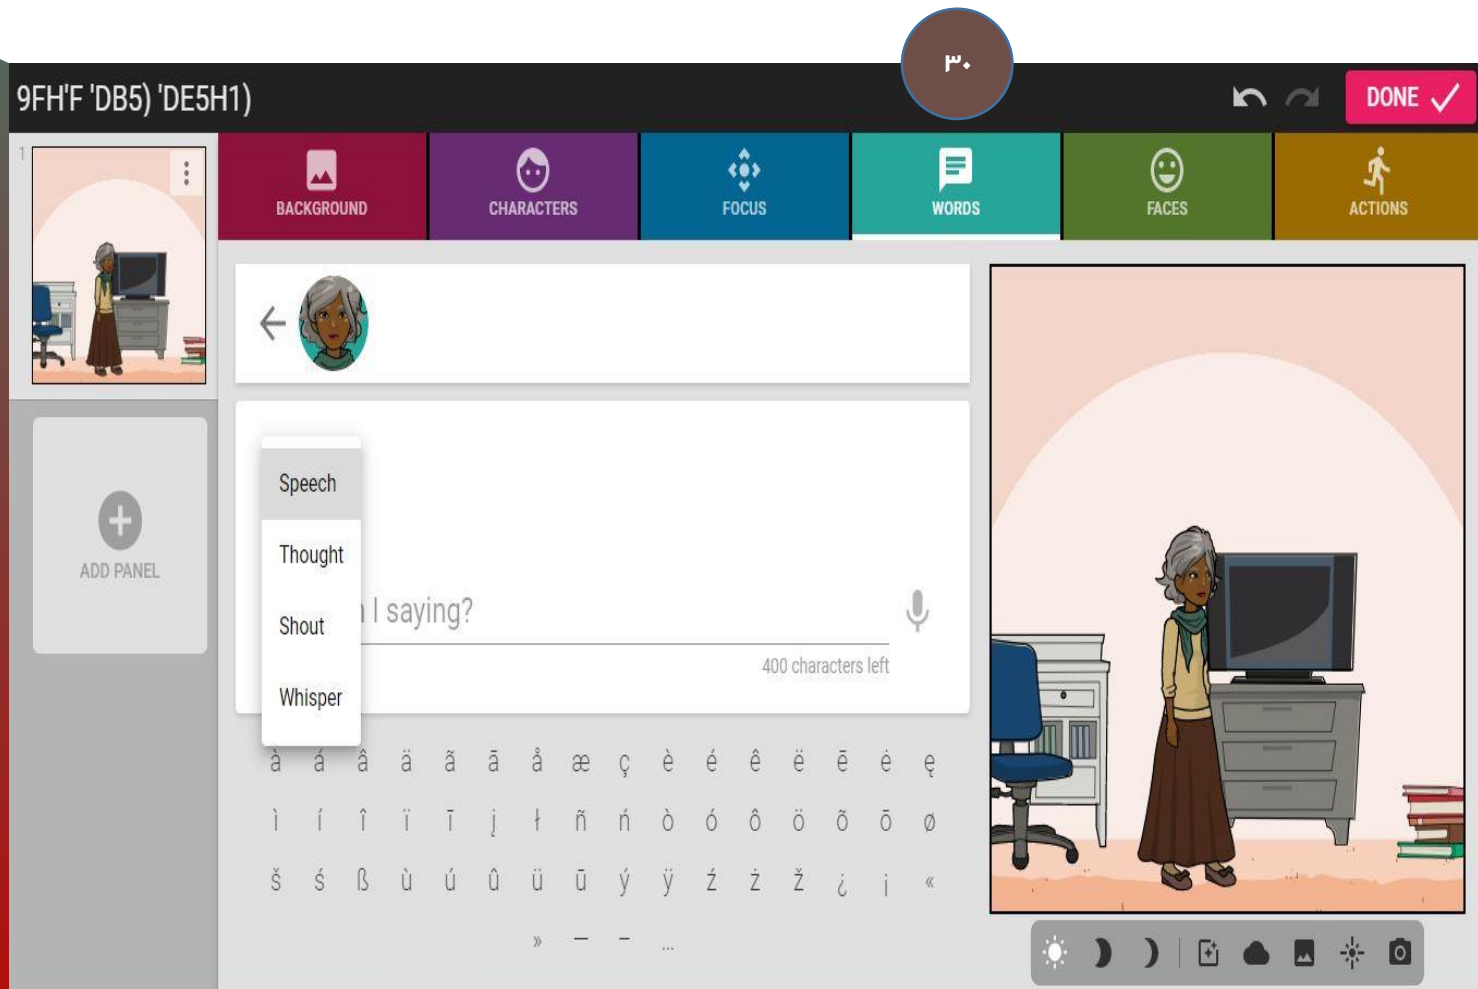 ٣٠
9FH'F 'DB5) 'DE5H1)
DONE
1
BACKGROUND
CHARACTERS
FOCUS
WORDS
FACES
ACTIONS
Speech
Thought
Shout
Whisper
I saying?
400 characters left
ADD PANEL
à á â ä ã ā å æ ç è é ê ë ē ė ę
ì í î ï ī į ł ñ ń ò ó ô ö õ ō ø
š ś ß ù ú û ü ū ý ÿ ź ż ž ¿ ¡ «
» — – …